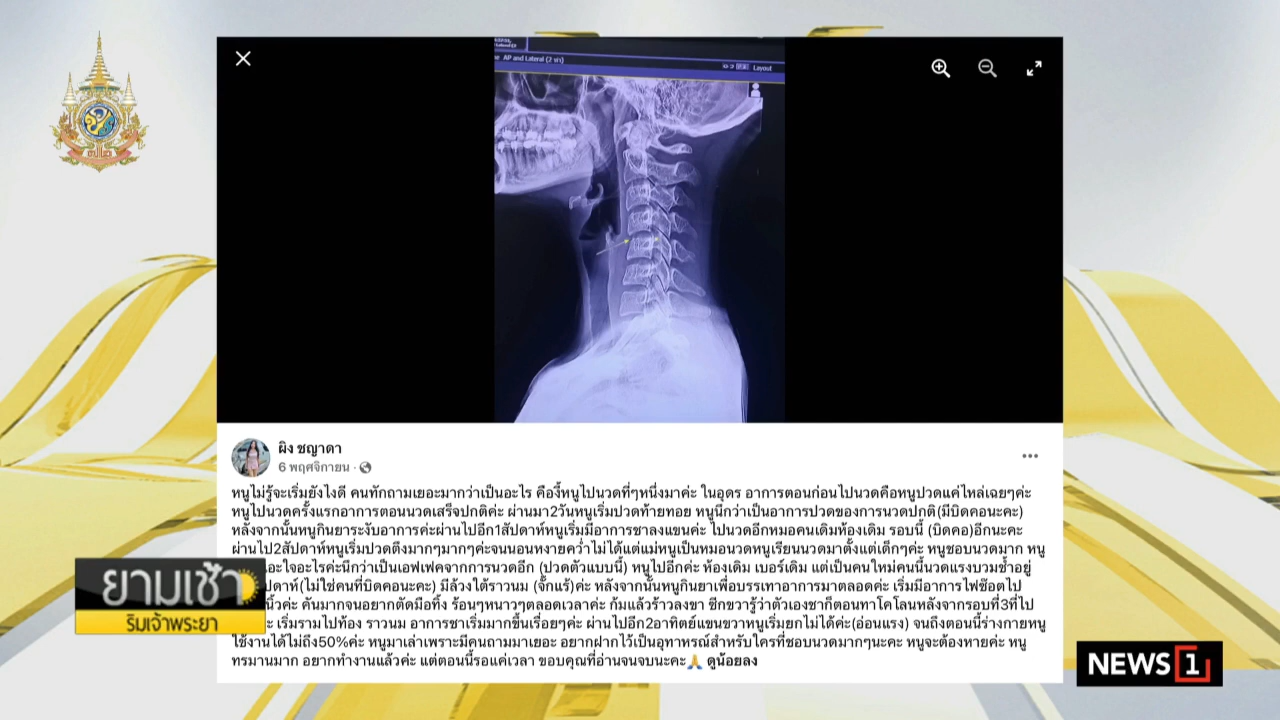 AP and Lateral (2 ท่า)
Layout
ผิง ชญาดา
6 พฤศจิกายน ·
หนูไม่รู้จะเริ่มยังไงดี คนทักถามเยอะมากว่าเป็นอะไร คืองี้หนูไปนวดที่ๆหนึ่งมาค่ะ ในอุดร อาการตอนก่อนไปนวดคือหนูปวดแค่ไหล่เฉยๆค่ะ
หนูไปนวดครั้งแรกอาการตอนนวดเสร็จปกติค่ะ ผ่านมา2วันหนูเริ่มปวดท้ายทอย หนูนึกว่าเป็นอาการปวดของการนวดปกติ(มีบิดคอนะคะ)
หลังจากนั้นหนูกินยาระงับอาการค่ะผ่านไปอีก1สัปดาห์หนูเริ่มมีอาการชาลงแขนค่ะ ไปนวดอีกหมอคนเดิมห้องเดิม รอบนี้ (บิดคอ)อีกนะคะ
ผ่านไป2สัปดาห์หนูเริ่มปวดตึงมากๆมากๆค่ะจนนอนหงายคว่ำไม่ได้แต่แม่หนูเป็นหมอนวดหนูเรียนนวดมาตั้งแต่เด็กๆค่ะ หนูชอบนวดมาก หนู
เอะใจอะไรค่ะนึกว่าเป็นเอฟเฟคจากการนวดอีก (ปวดตัวแบบนี้) หนูไปอีกค่ะ ห้องเดิม เบอร์เดิม แต่เป็นคนใหม่คนนี้นวดแรงบวมช้ำอยู่
ปดาห์(ไม่ใช่คนที่บิดคอนะคะ) มีล้วงใต้ราวนม (จั๊กแร้)ค่ะ หลังจากนั้นหนูกินยาเพื่อบรรเทาอาการมาตลอดค่ะ เริ่มมีอาการไฟช๊อตไป
นิ้วค่ะ คันมากจนอยากตัดมือทิ้ง ร้อนๆหนาวๆตลอดเวลาค่ะ ก้มแล้วร้าวลงขา ซีกขวารู้ว่าตัวเองชาก็ตอนทาโคโลนหลังจากรอบที่3ที่ไป
ะ เริ่มรามไปท้อง ราวนม อาการชาเริ่มมากขึ้นเรื่อยๆค่ะ ผ่านไปอีก2อาทิตย์แขนขวาหนูเริ่มยกไม่ได้ค่ะ(อ่อนแรง) จนถึงตอนนี้ร่างกายหนู
ใช้งานได้ไม่ถึง50%ค่ะ หนูมาเล่าเพราะมีคนถามมาเยอะ อยากฝากไว้เป็นอุทาหรณ์สำหรับใครที่ชอบนวดมากๆนะคะ หนูจะต้องหายค่ะ หนู
ทรมานมาก อยากทำงานแล้วค่ะ แต่ตอนนี้รอแค่เวลา ขอบคุณที่อ่านจนจบนะคะ🙏 ดูน้อยลง
ยามเช้า
ริมเจ้าพระยา
NEWS 1